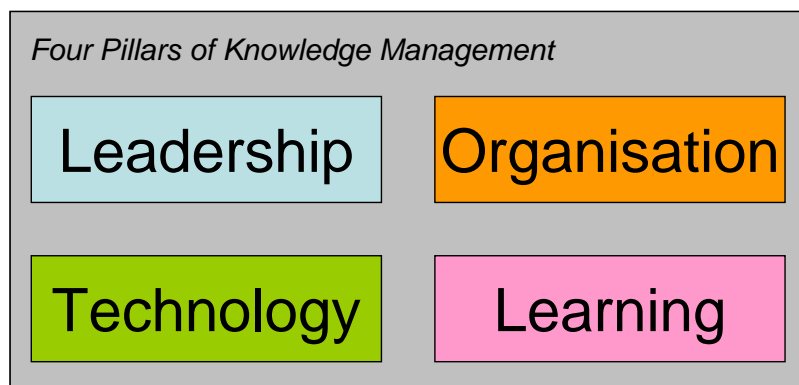 Four Pillars of Knowledge Management
Leadership
Organisation
Technology
Learning